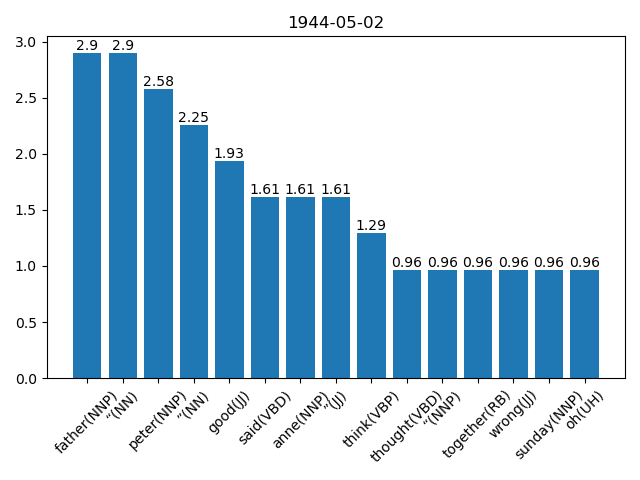 1944-05-02
3.0
2.5
2.0
1.5
1.0
0.5
0.0
2.9
2.9
2.58
2.25
1.93
1.61
1.61
1.61
1.29
0.96
0.96
0.96
0.96
0.96
0.96
father(NNP)
“(NN)
peter(NNP)
“(NN)
good(JJ)
said(VBD)
anne(NNP)
”(JJ)
think(VBP)
thought(VBD)
“(NNP)
together(RB)
wrong(JJ)
sunday(NNP)
oh(UH)